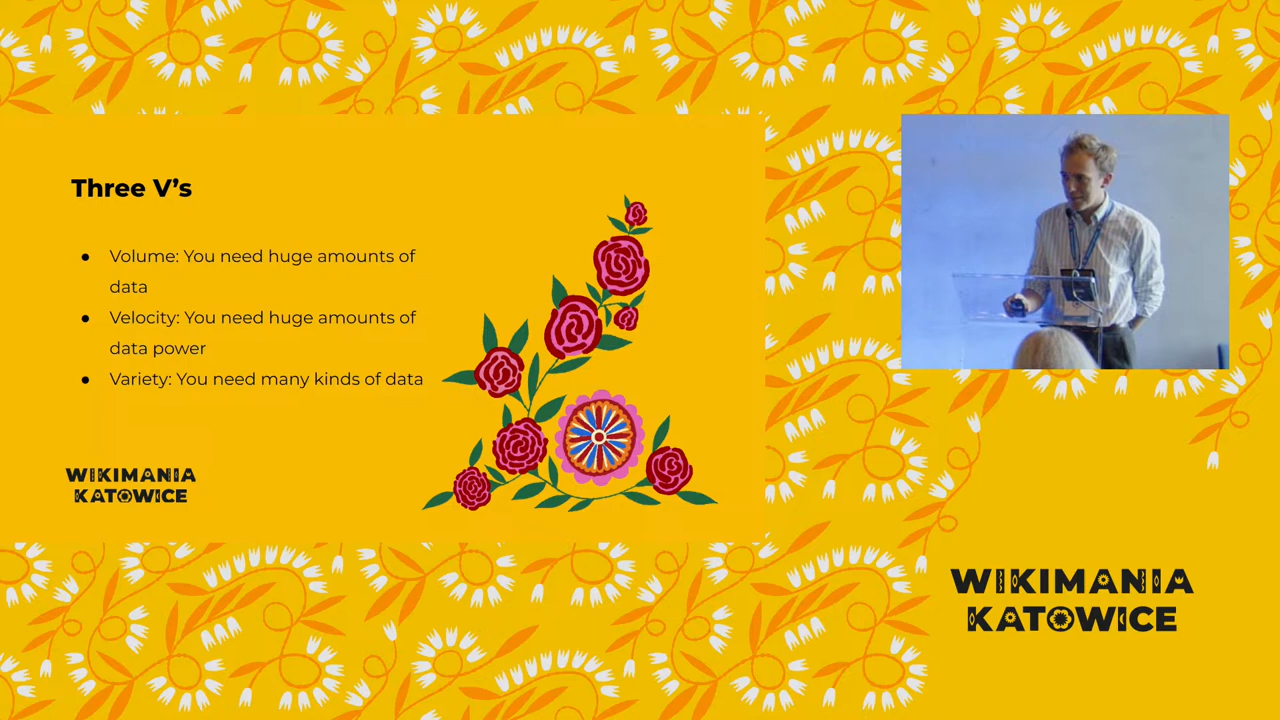 Three V's
● Volume: You need huge amounts of
data
● Velocity: You need huge amounts of
data power
● Variety: You need many kinds of data
WIKIMANIA
KATOWICE
WIKIMANIA
KATOWICE